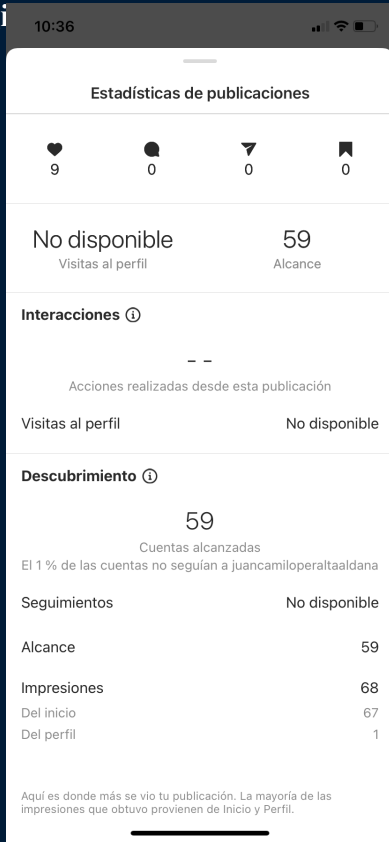 10:36
Estadísticas de publicaciones
9 0 0 0
No disponible 59
Visitas al perfil Alcance
Interacciones
– –
Acciones realizadas desde esta publicación
Visitas al perfil No disponible
Descubrimiento
59
Cuentas alcanzadas
El 1 % de las cuentas no seguían a juancamiloperaltaaldana
Seguimientos No disponible
Alcance 59
Impresiones 68
Del inicio 67
Del perfil 1
Aquí es donde más se vio tu publicación. La mayoría de las
impresiones que obtuvo provienen de Inicio y Perfil.